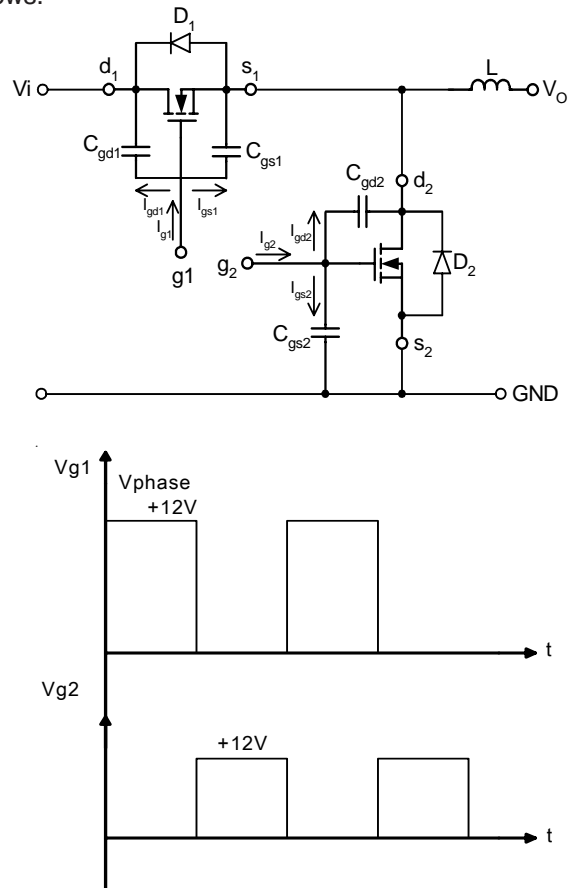 ows:
D1
d1
s1
L
Vi
VO
Cgd1
Cgs1
Cgd2
d2
Igd1
Igs1
Ig1
Ig2
Igd2
g1
g2
D2
Igs2
Cgs2
s2
GND
Vg1
Vphase
+12V
t
Vg2
+12V
t